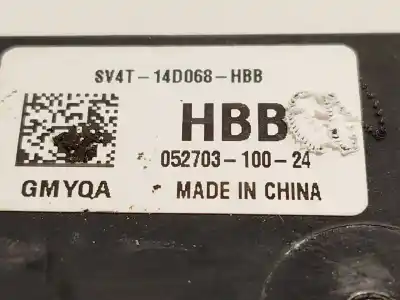 SV4T-14D068-HBB
HBB
052703-100-24
GMYQA
MADE IN CHINA